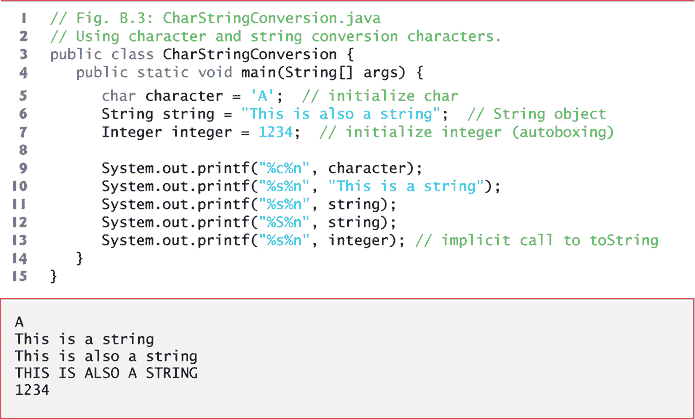 1 // Fig. B.3: CharStringConversion.java
2 // Using character and string conversion characters.
3 public class CharStringConversion {
4 public static void main(String[] args) {
5 char character = 'A'; // initialize char
6 String string = "This is also a string"; // String object
7 Integer integer = 1234; // initialize integer (autoboxing)
8
9 System.out.printf("%c%n", character);
10 System.out.printf("%s%n", "This is a string");
11 System.out.printf("%s%n", string);
12 System.out.printf("%S%n", string);
13 System.out.printf("%s%n", integer); // implicit call to toString
14 }
15 }
A
This is a string
This is also a string
THIS IS ALSO A STRING
1234